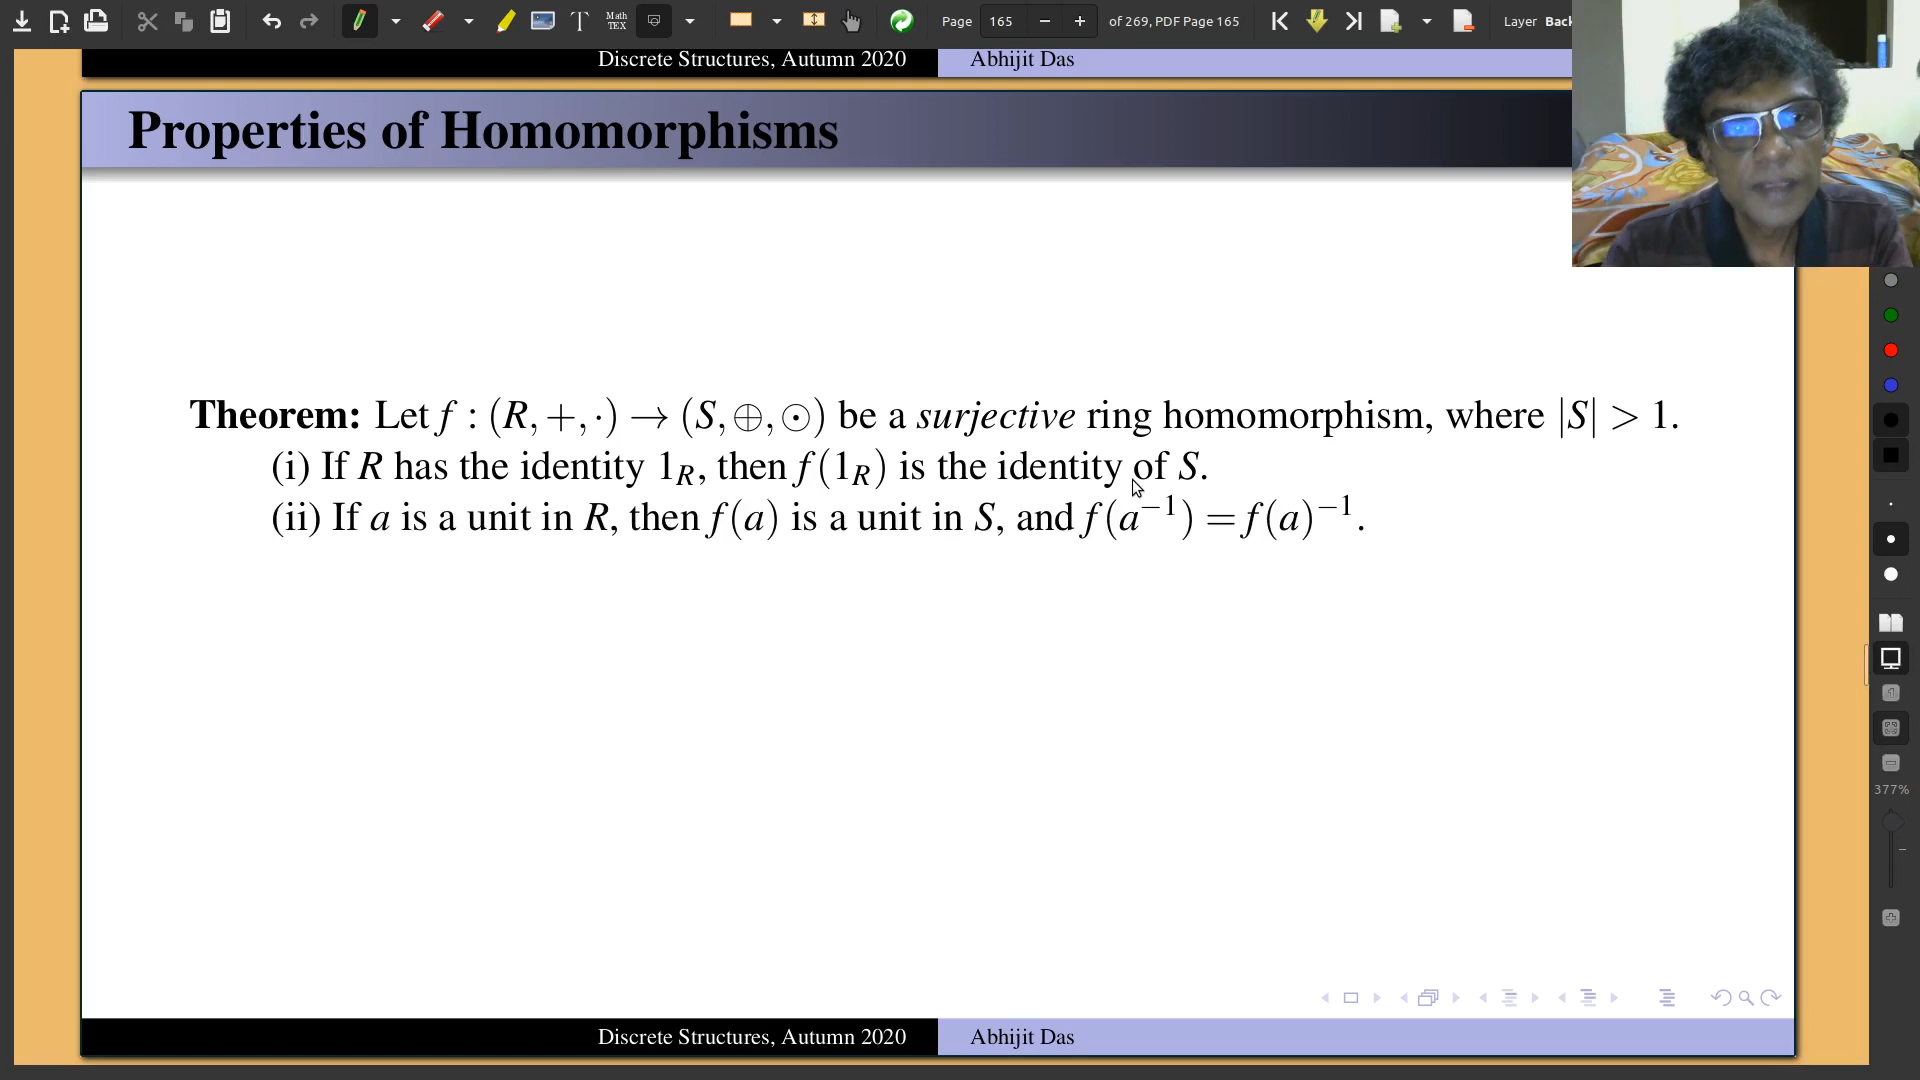 Page 165 − + of 269, PDF Page 165 Layer Back
Math
TEX
Discrete Structures, Autumn 2020 Abhijit Das
Properties of Homomorphisms
Theorem: Let f : (R, +, ·) → (S, ⊕, ⊙) be a surjective ring homomorphism, where |S| > 1.
(i) If R has the identity 1_R, then f(1_R) is the identity of S.
(ii) If a is a unit in R, then f(a) is a unit in S, and f(a⁻¹) = f(a)⁻¹.
377%
Discrete Structures, Autumn 2020 Abhijit Das